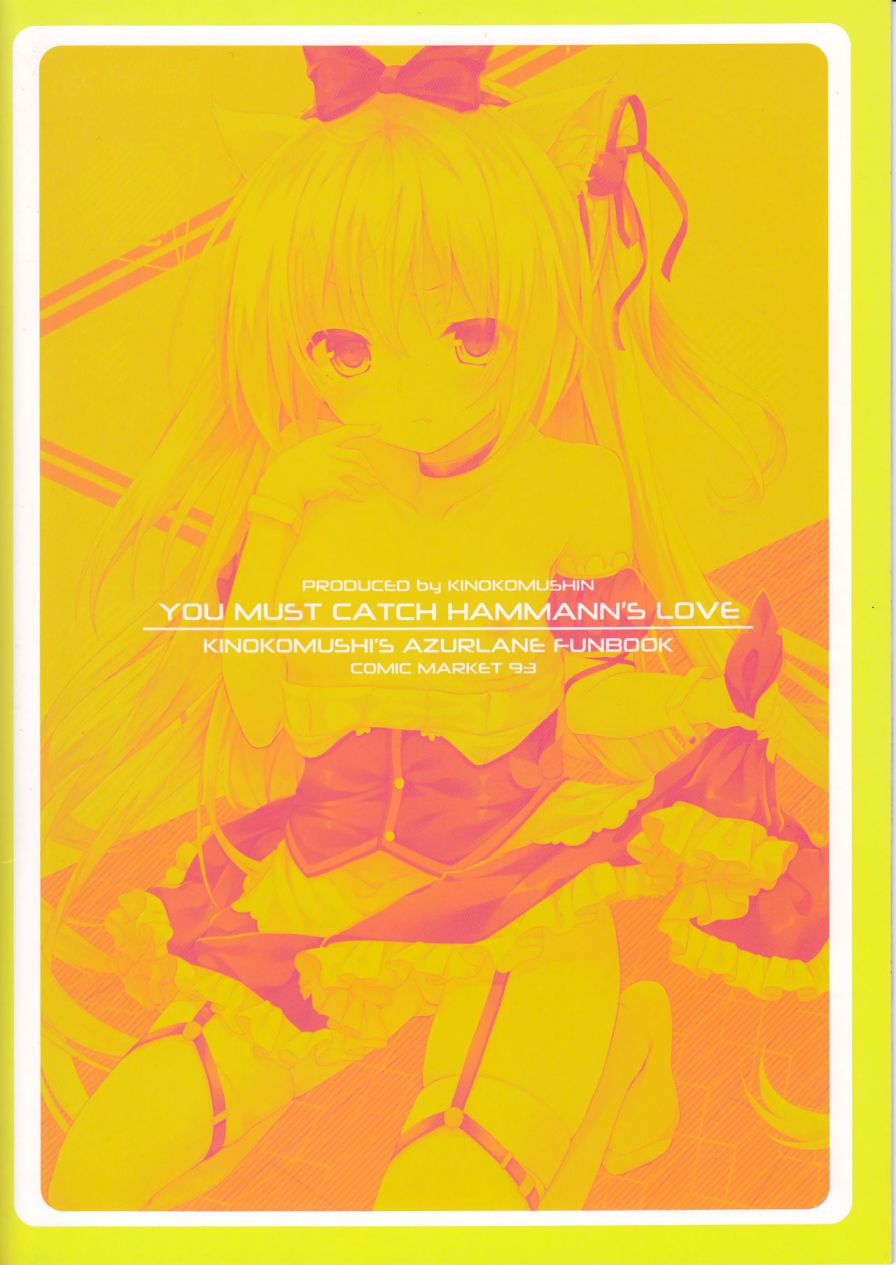 PRODUCED by KINOKOMUSHIN
YOU MUST CATCH HAMMANN'S LOVE
KINOKOMUSHI'S AZURLANE FUNBOOK
COMIC MARKET 93